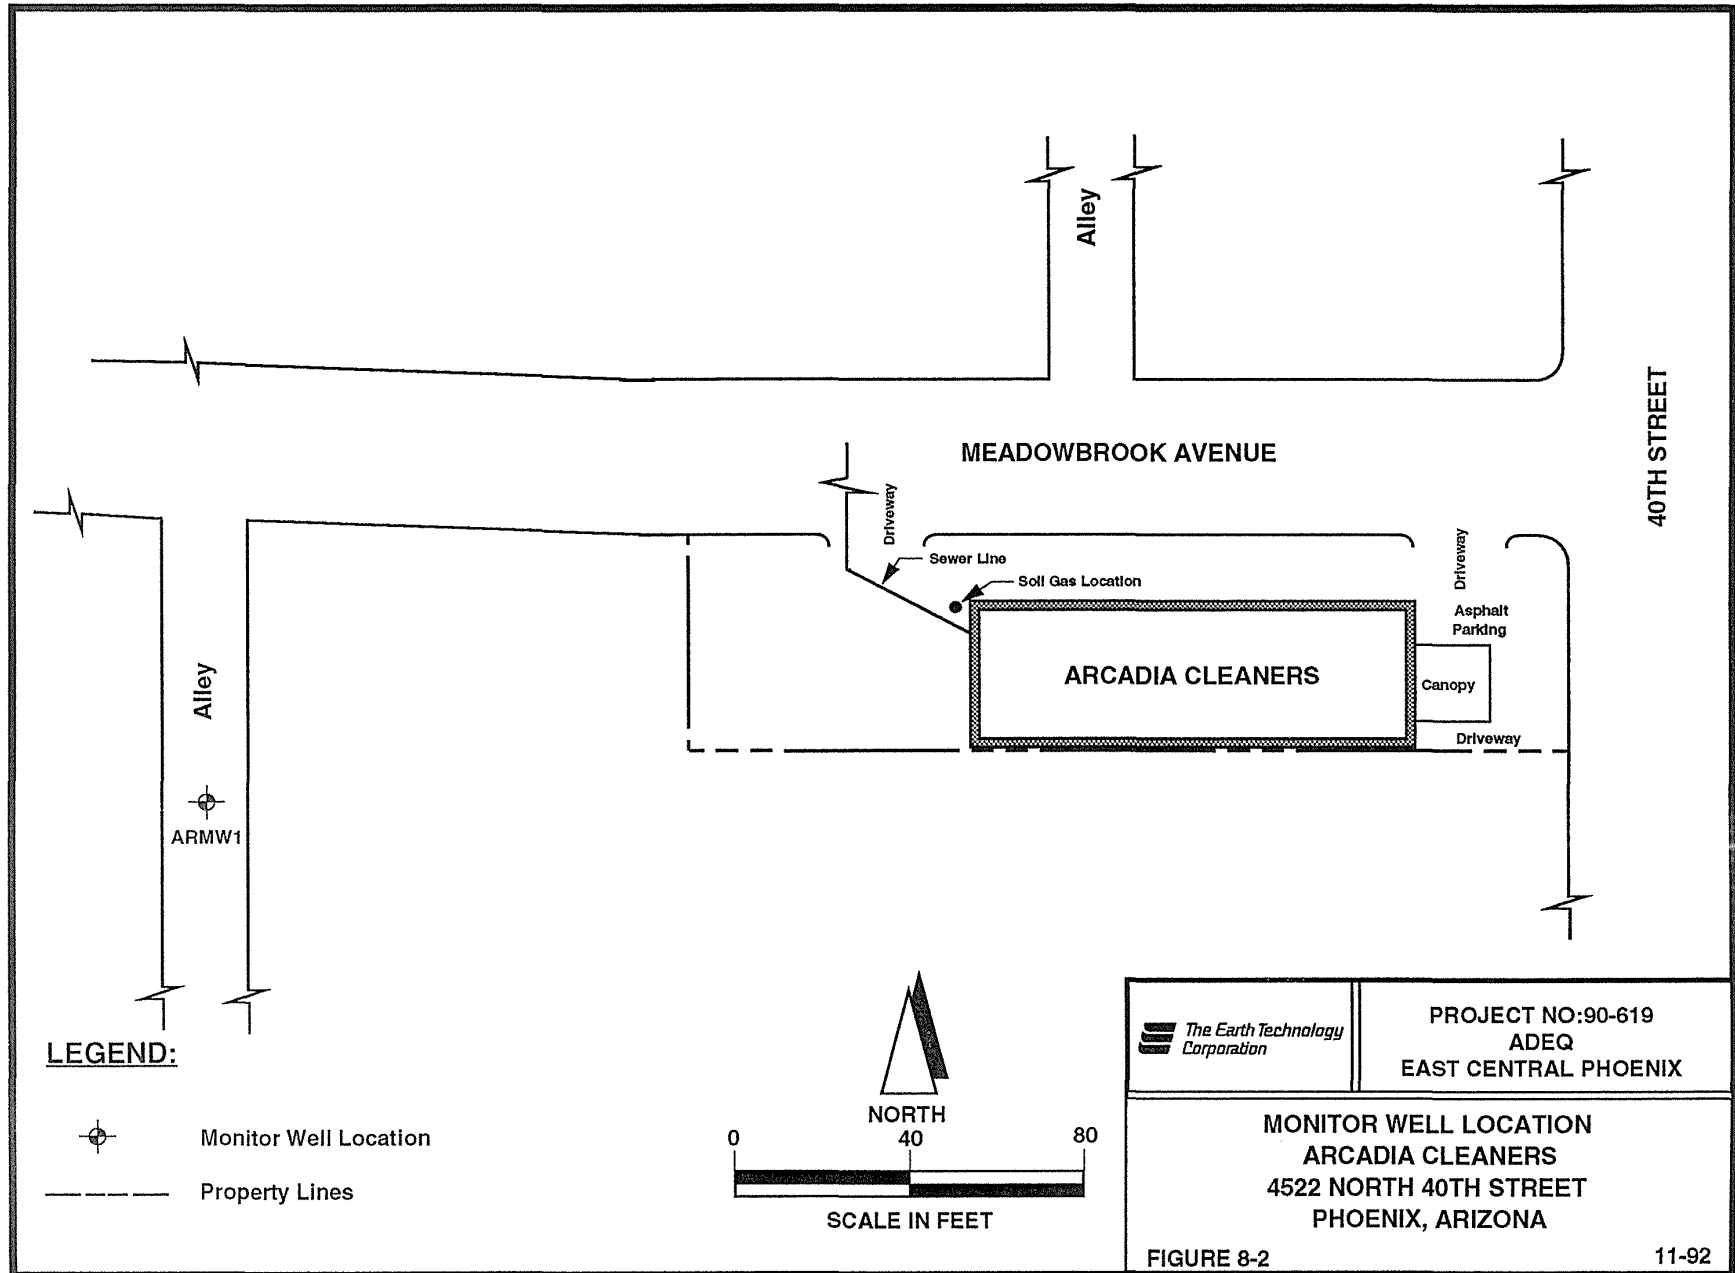 Alley
40TH STREET
MEADOWBROOK AVENUE
Driveway
Sewer Line
Soil Gas Location
Driveway
Asphalt
Parking
ARCADIA CLEANERS
Canopy
Driveway
Alley
ARMW1
LEGEND:
Monitor Well Location
Property Lines
NORTH
0 40 80
SCALE IN FEET
The Earth Technology
Corporation
PROJECT NO:90-619
ADEQ
EAST CENTRAL PHOENIX
MONITOR WELL LOCATION
ARCADIA CLEANERS
4522 NORTH 40TH STREET
PHOENIX, ARIZONA
FIGURE 8-2
11-92